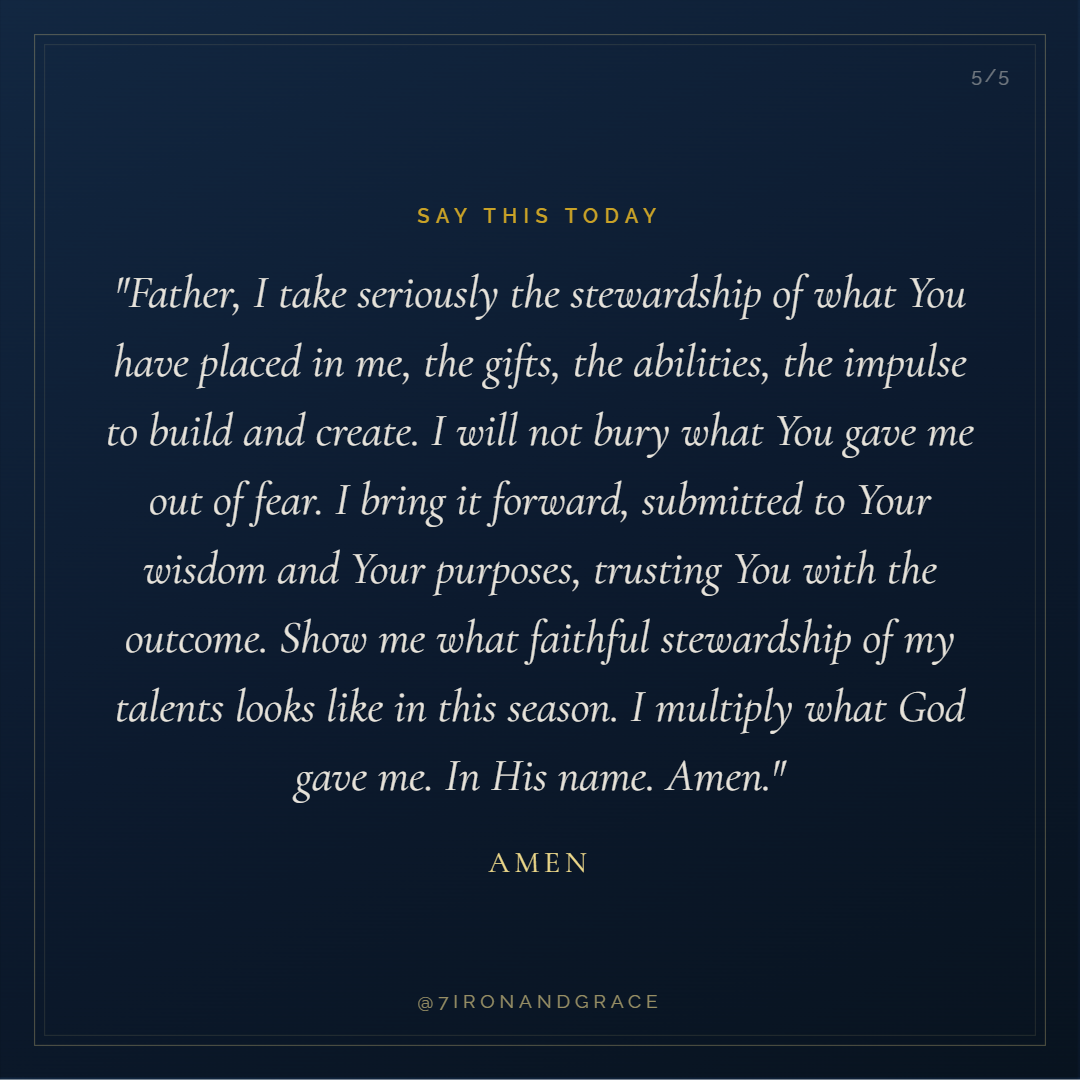 5/5
SAY THIS TODAY
"Father, I take seriously the stewardship of what You
have placed in me, the gifts, the abilities, the impulse
to build and create. I will not bury what You gave me
out of fear. I bring it forward, submitted to Your
wisdom and Your purposes, trusting You with the
outcome. Show me what faithful stewardship of my
talents looks like in this season. I multiply what God
gave me. In His name. Amen."
AMEN
@7IRONANDGRACE